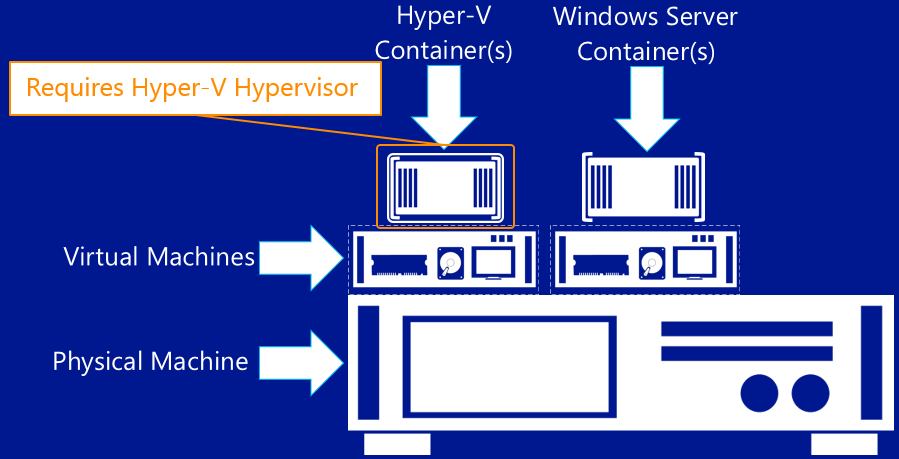 Hyper-V
Container(s)
Windows Server
Container(s)
Requires Hyper-V Hypervisor
Virtual Machines
Physical Machine